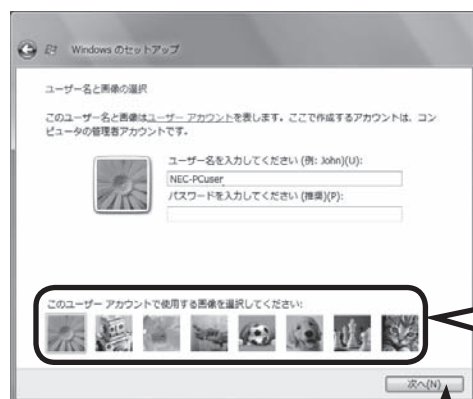 Windows のセットアップ
ユーザー名と画像の選択
このユーザー名と画像はユーザー アカウントを表します。ここで作成するアカウントは、コン
ピュータの管理者アカウントです。
ユーザー名を入力してください (例: John)(U):
NEC-PCuser
パスワードを入力してください (推奨)(P):
このユーザー アカウントで使用する画像を選択してください:
次へ(N)